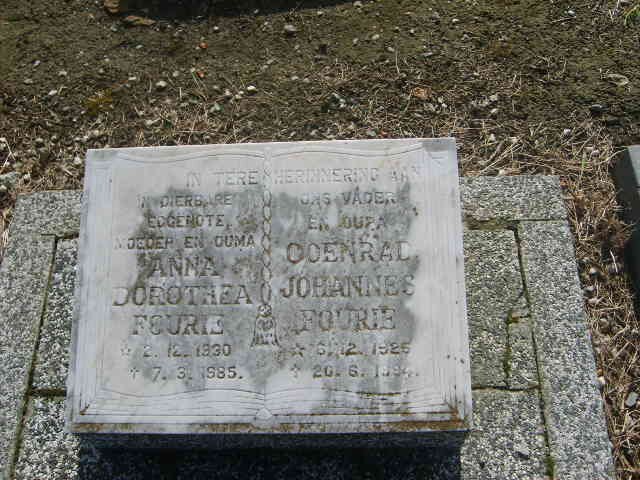 IN TERE HERINNERING AAN
IN DIERBARE
EGGENOTE,
MOEDER EN OUMA
ANNA
DOROTHEA
FOURIE
☆ 2.12.1930
✝ 7.3.1985.
ONS VADER
EN OUPA
COENRAD
JOHANNES
FOURIE
☆ 6.12.1925
✝ 20.6.1994.